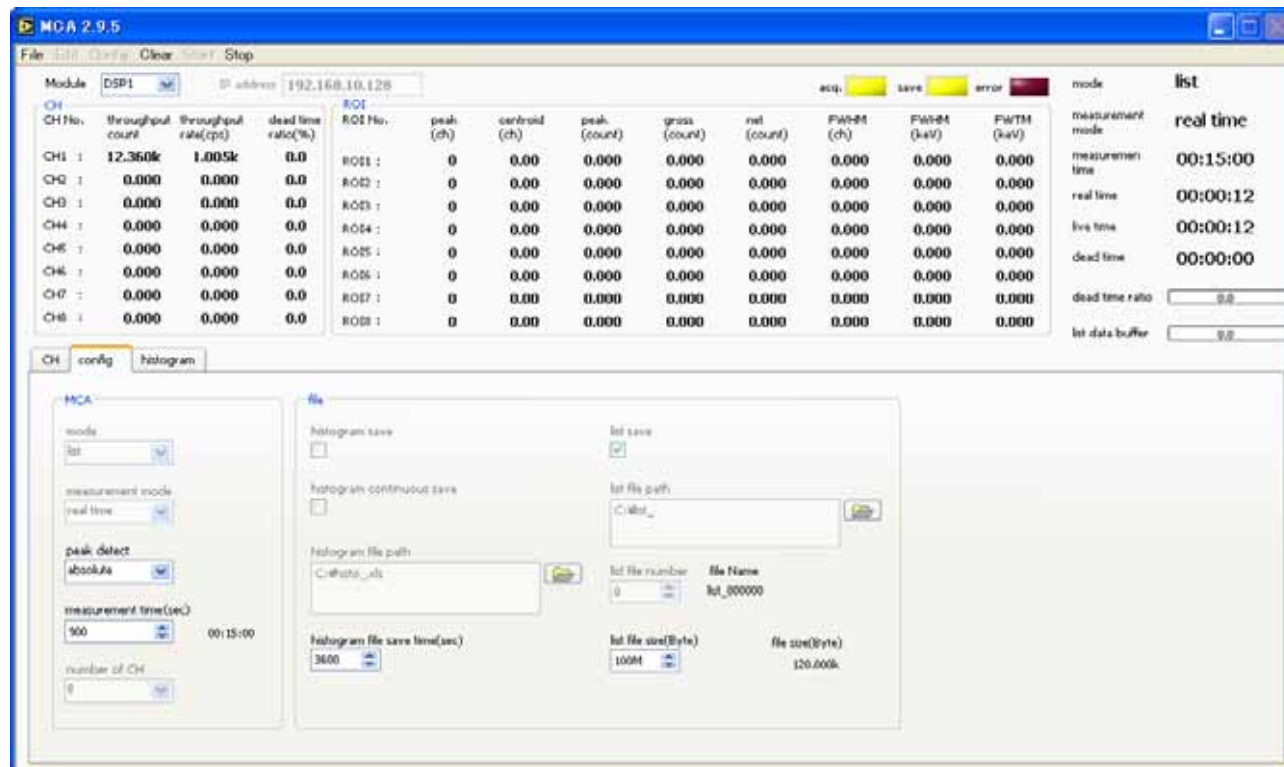 MCA 2.9.5
File Edit Config Clear Start Stop
Module DSP1 IP address 192.168.10.128 acq. save error mode list
CH ROI
CH No. throughput count throughput rate(cps) dead time ratio(%) ROI No. peak (ch) centroid (ch) peak (count) gross (count) net (count) FWHM (ch) FWHM (keV) FWTM (keV) measurement mode real time
CH1 : 12.360k 1.005k 0.0 ROI1 : 0 0.00 0.000 0.000 0.000 0.000 0.000 0.000 measurement time 00:15:00
CH2 : 0.000 0.000 0.0 ROI2 : 0 0.00 0.000 0.000 0.000 0.000 0.000 0.000
CH3 : 0.000 0.000 0.0 ROI3 : 0 0.00 0.000 0.000 0.000 0.000 0.000 0.000 real time 00:00:12
CH4 : 0.000 0.000 0.0 ROI4 : 0 0.00 0.000 0.000 0.000 0.000 0.000 0.000 live time 00:00:12
CH5 : 0.000 0.000 0.0 ROI5 : 0 0.00 0.000 0.000 0.000 0.000 0.000 0.000 dead time 00:00:00
CH6 : 0.000 0.000 0.0 ROI6 : 0 0.00 0.000 0.000 0.000 0.000 0.000 0.000
CH7 : 0.000 0.000 0.0 ROI7 : 0 0.00 0.000 0.000 0.000 0.000 0.000 0.000 dead time ratio 0.0
CH8 : 0.000 0.000 0.0 ROI8 : 0 0.00 0.000 0.000 0.000 0.000 0.000 0.000
list data buffer 0.0
CH config histogram
MCA file
mode histogram save list save
list
measurement mode histogram continuous save list file path
real time
peak detect histogram file path
absolute list file number file Name
0 list_000000
measurement time(sec)
900 00:15:00 histogram file save time(sec) list file size(Byte) file size(Byte)
3600 100M 120.000k
number of CH
8